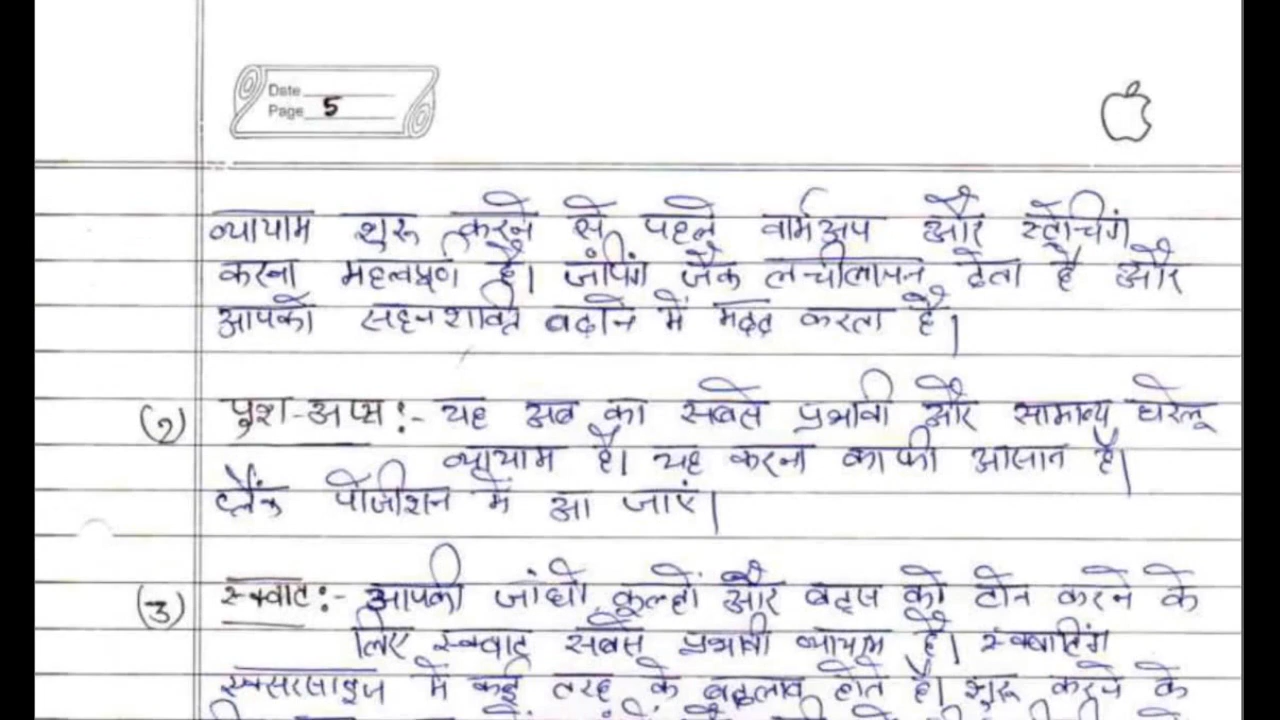 Date
Page 5
व्यायाम शुरू करने से पहले वार्मअप और स्ट्रेचिंग
करना महत्वपूर्ण है। जंपिंग जैक लचीलापन देता है और
आपको सहनशक्ति बढ़ाने में मदद करता है।
(2) पुश-अप्स :- यह अब का सबसे प्रभावी और सामान्य घरेलू
व्यायाम है। यह करना काफी आसान है।
प्लैंक पोजीशन में आ जाएं।
(3) स्क्वाट :- आपकी जांघों, कूल्हों और बट्स को टोन करने के
लिए स्क्वाट सबसे प्रभावी व्यायाम है। स्क्वाटिंग
एक्सरसाइज में कई तरह के बदलाव होते है। शुरू करने के